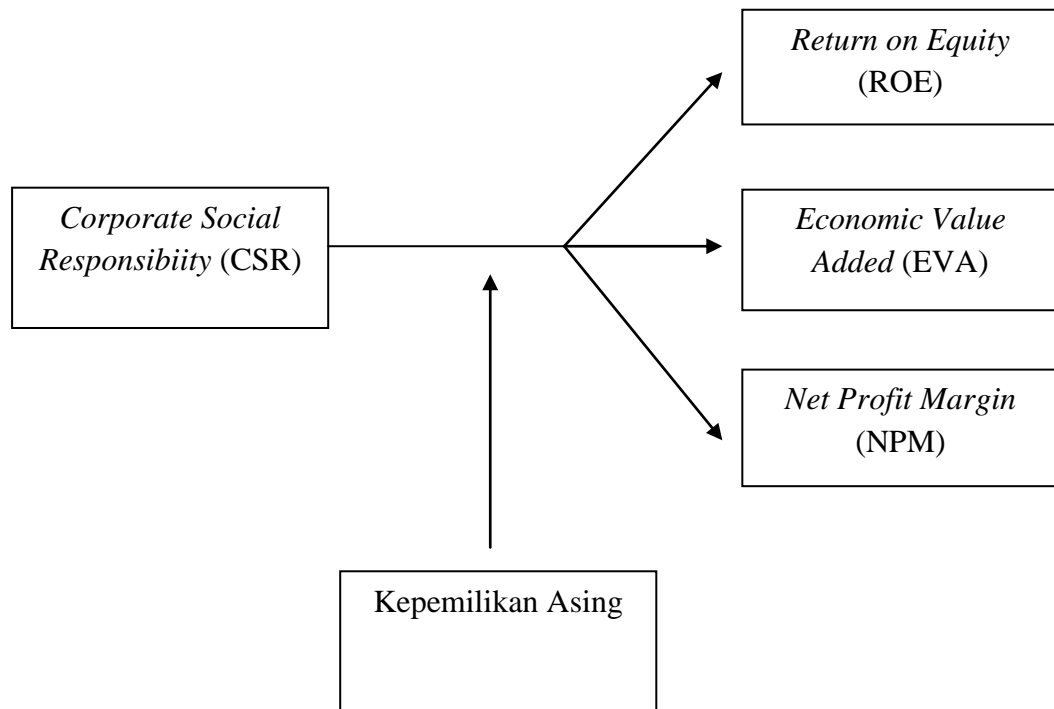 Return on Equity
(ROE)
Corporate Social
Responsibiity (CSR)
Economic Value
Added (EVA)
Net Profit Margin
(NPM)
Kepemilikan Asing